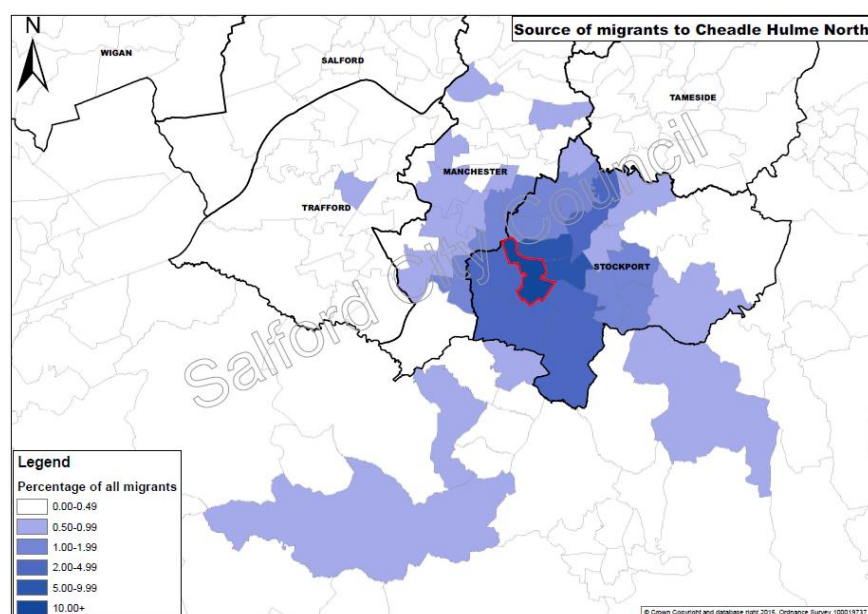 Source of migrants to Cheadle Hulme North
N
WIGAN
SALFORD
TAMESIDE
MANCHESTER
TRAFFORD
STOCKPORT
Salford City Council
Legend
Percentage of all migrants
0.00-0.49
0.50-0.99
1.00-1.99
2.00-4.99
5.00-9.99
10.00+
© Crown Copyright and database right 2015. Ordnance Survey 100019737